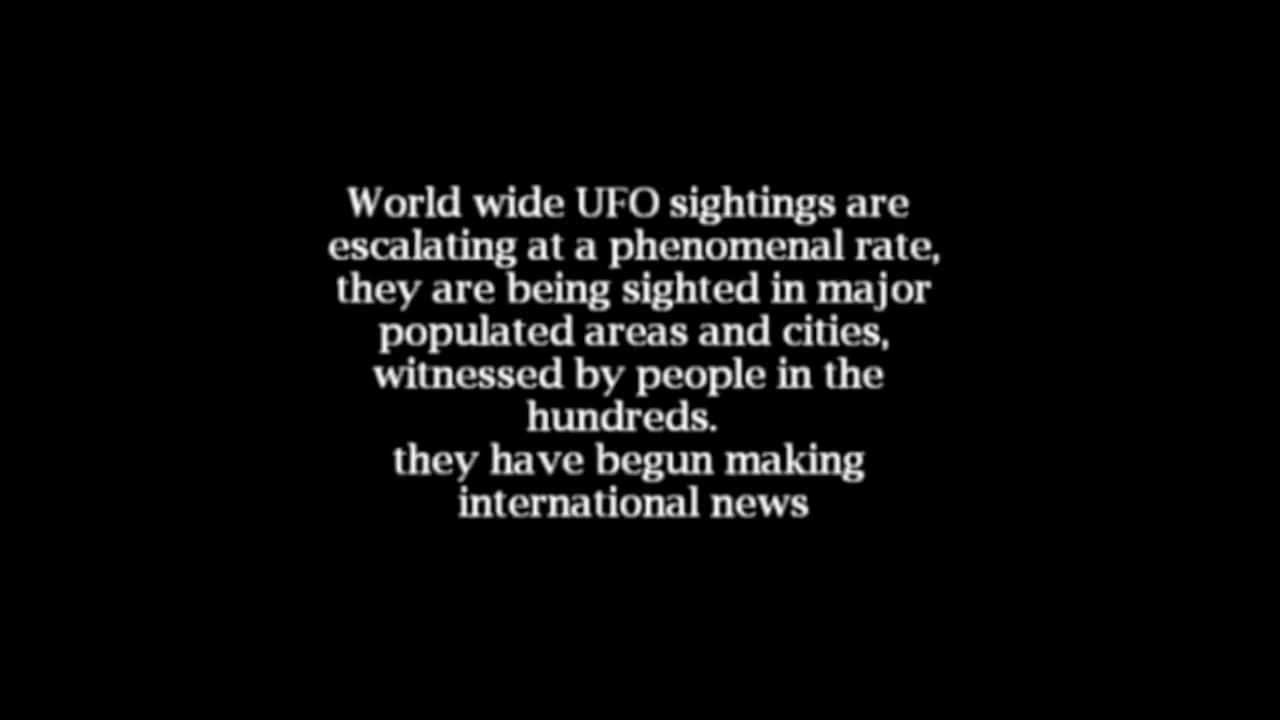 World wide UFO sightings are
escalating at a phenomenal rate,
they are being sighted in major
populated areas and cities,
witnessed by people in the
hundreds.
they have begun making
international news